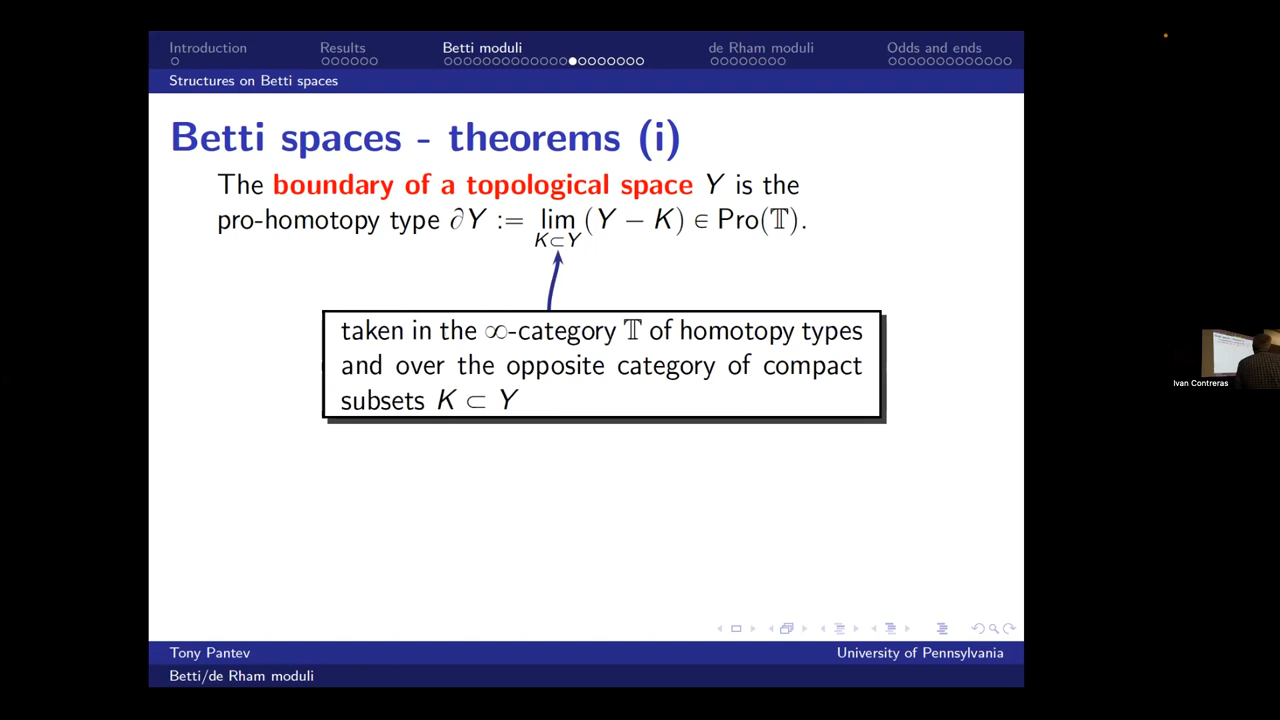 Introduction Results Betti moduli de Rham moduli Odds and ends
Structures on Betti spaces
Betti spaces - theorems (i)
The boundary of a topological space Y is the
pro-homotopy type ∂Y := lim (Y − K) ∈ Pro(𝕋).
K⊂Y
taken in the ∞-category 𝕋 of homotopy types
and over the opposite category of compact
subsets K ⊂ Y
Ivan Contreras
Tony Pantev University of Pennsylvania
Betti/de Rham moduli